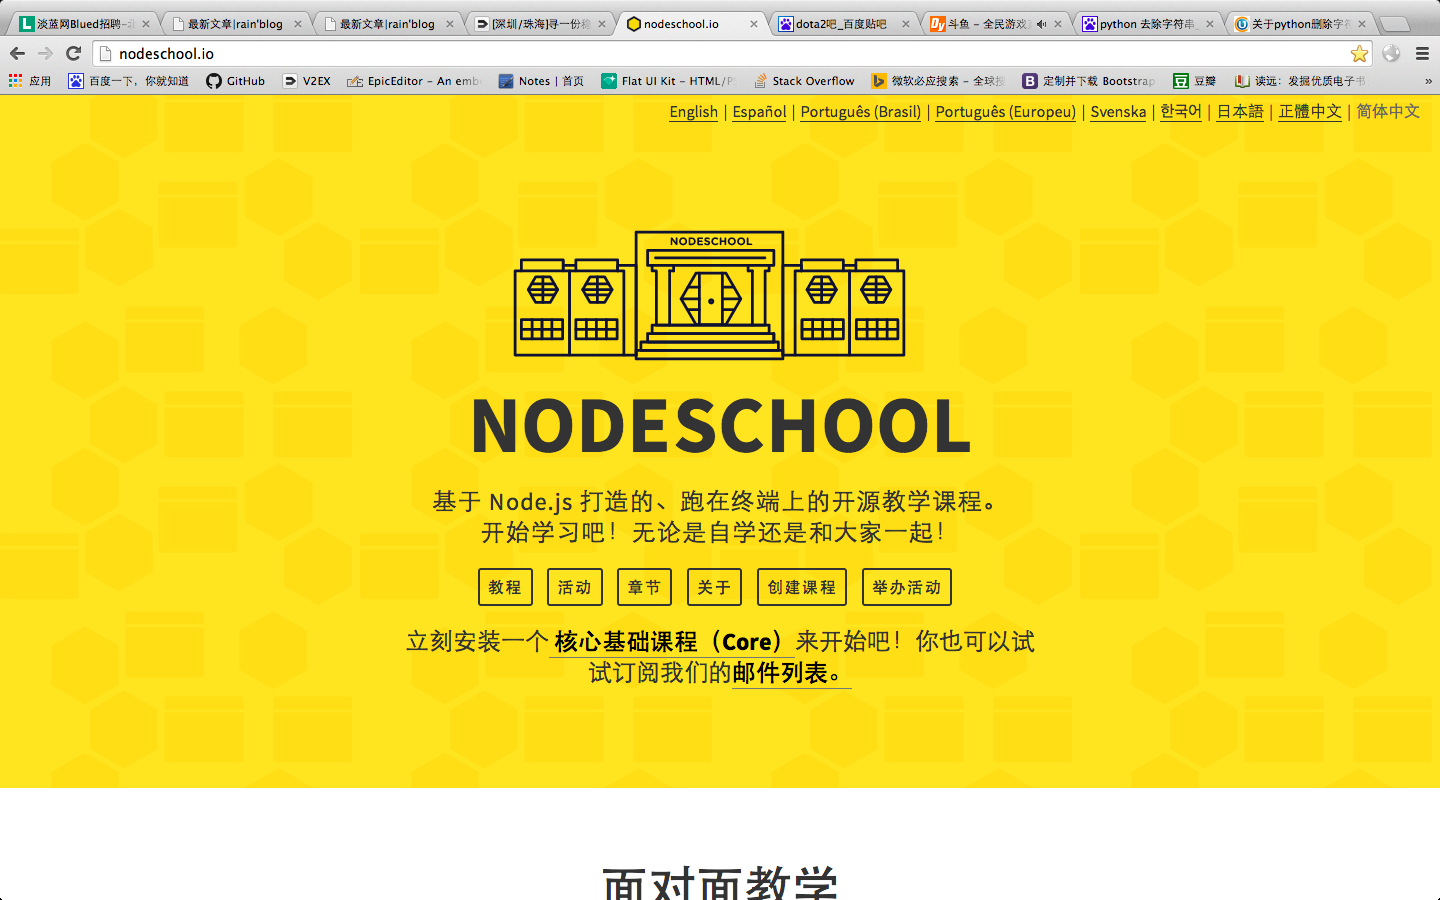 淡蓝网Blued招聘-北
最新文章|rain'blog
最新文章|rain'blog
[深圳/珠海]寻一份稳
nodeschool.io
dota2吧_百度贴吧
斗鱼 - 全民游戏直
python 去除字符串_
关于python删除字符
nodeschool.io
应用
百度一下，你就知道
GitHub
V2EX
EpicEditor - An emb
Notes | 首页
Flat UI Kit - HTML/PS
Stack Overflow
微软必应搜索 - 全球搜
定制并下载 Bootstrap
豆瓣
读远：发掘优质电子书
»
English | Español | Português (Brasil) | Português (Europeu) | Svenska | 한국어 | 日本語 | 正體中文 | 简体中文
NODESCHOOL
NODESCHOOL
基于 Node.js 打造的、跑在终端上的开源教学课程。
开始学习吧！无论是自学还是和大家一起！
教程 活动 章节 关于 创建课程 举办活动
立刻安装一个 核心基础课程（Core）来开始吧！你也可以试
试订阅我们的邮件列表。
面对面教学